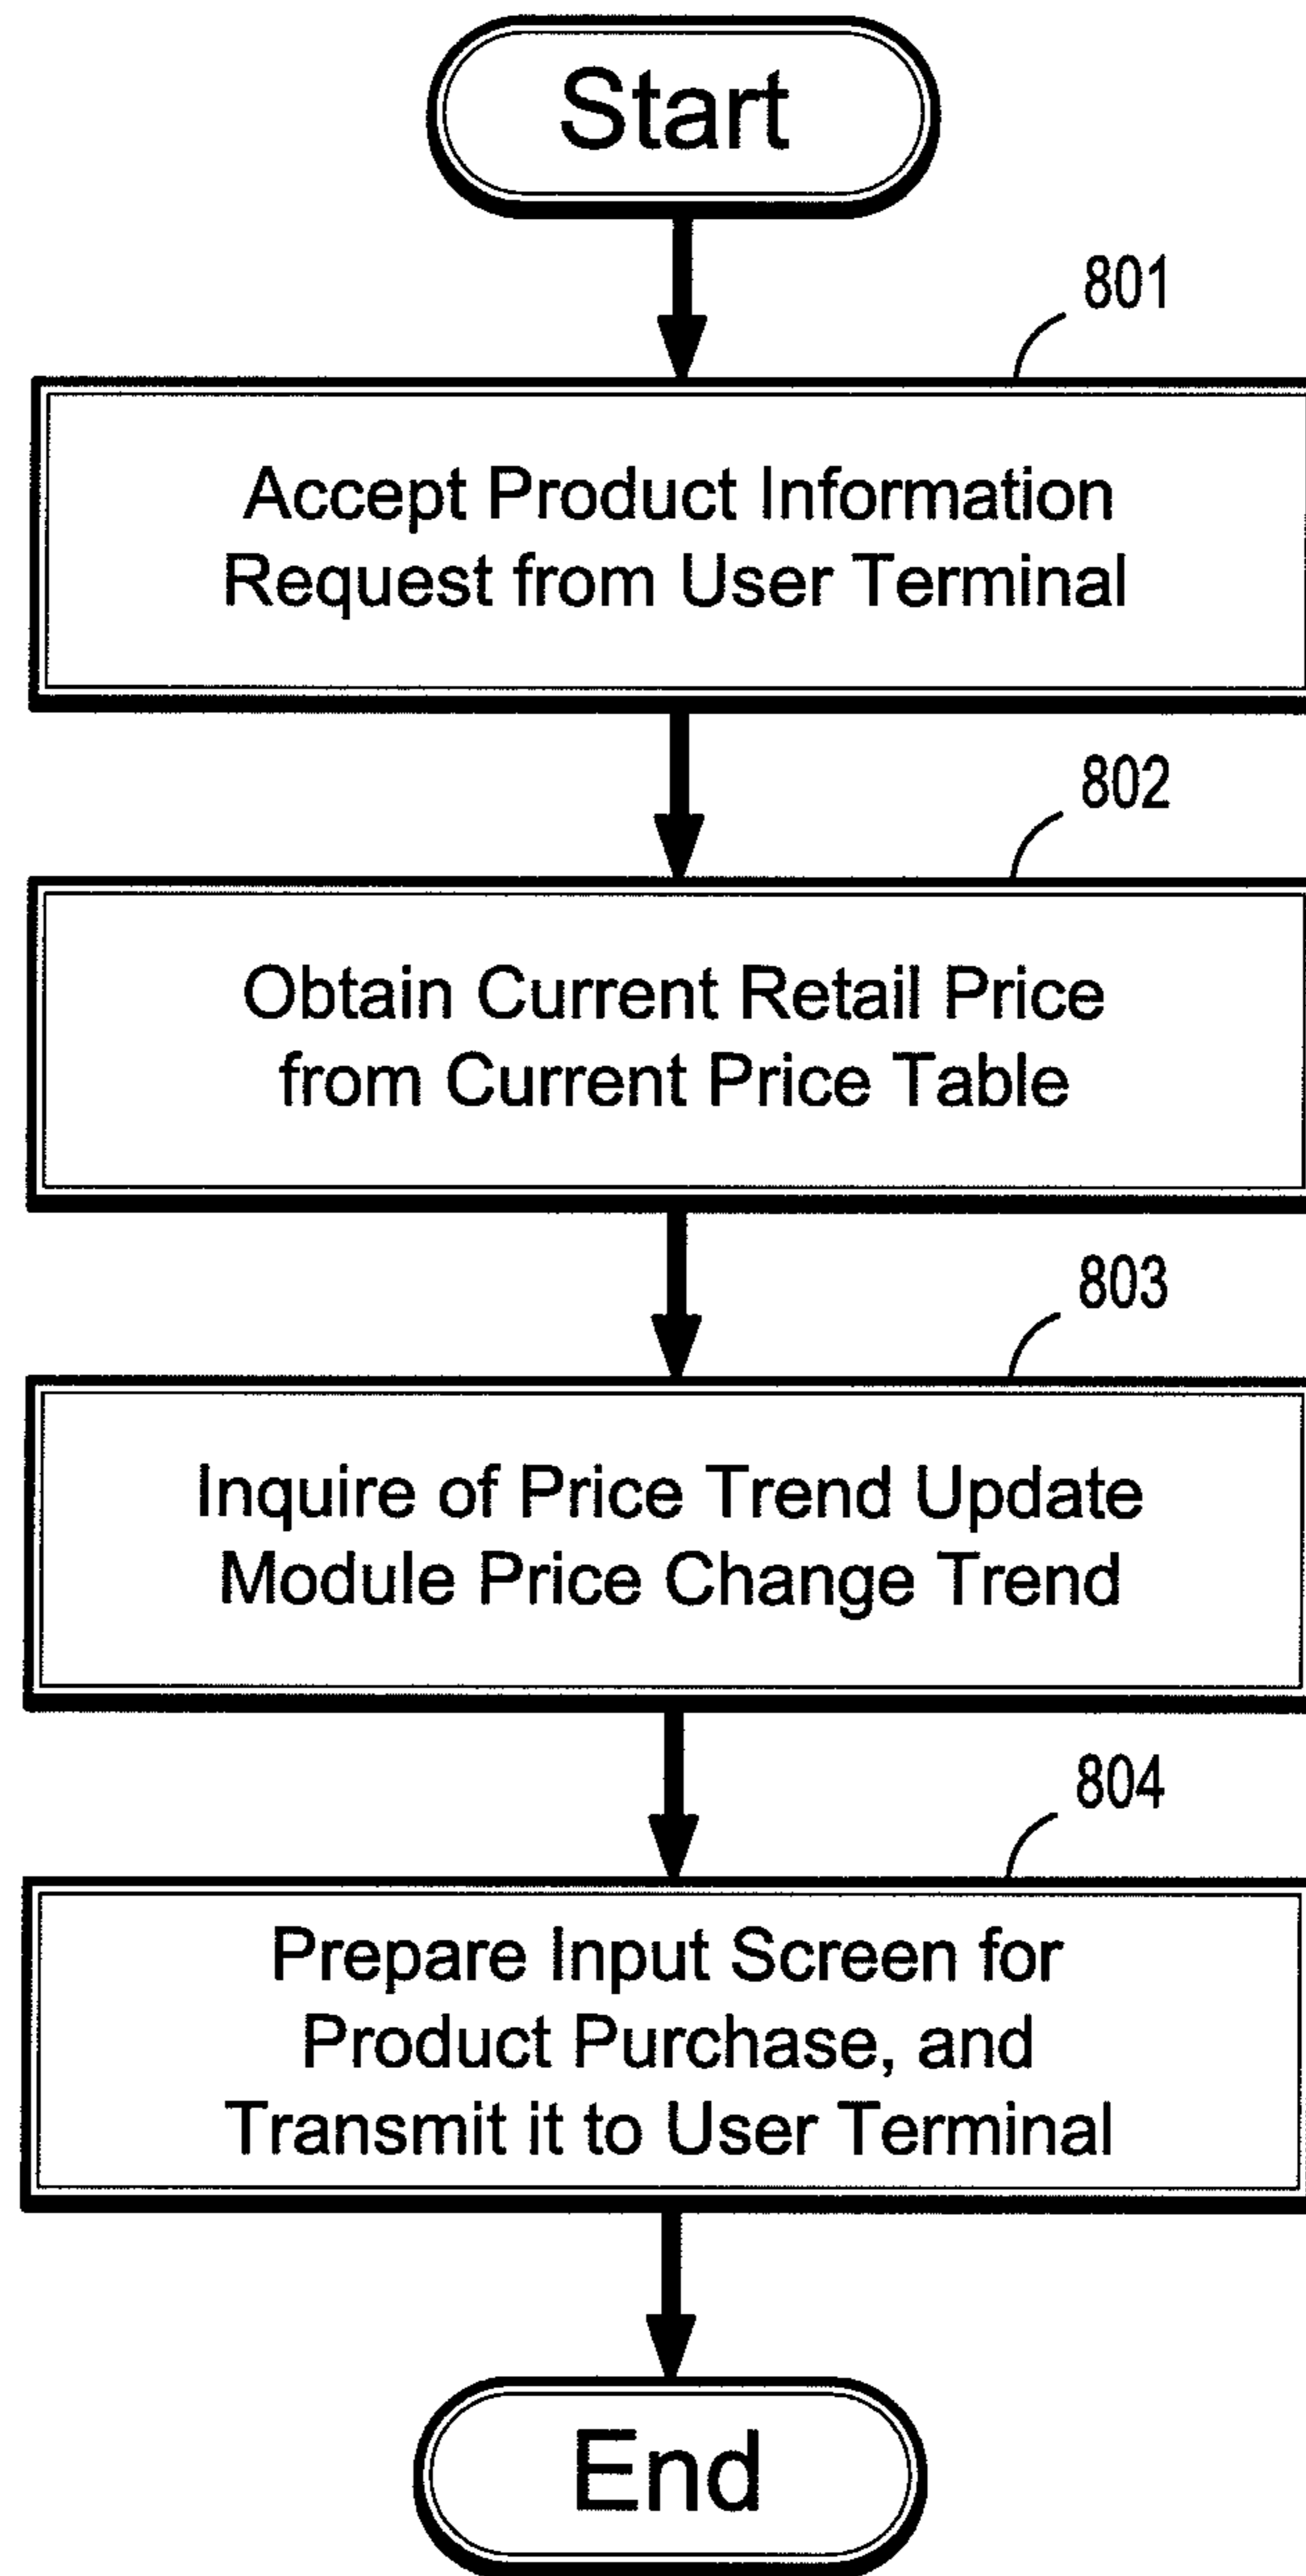 Start
801
Accept Product Information
Request from User Terminal
802
Obtain Current Retail Price
from Current Price Table
803
Inquire of Price Trend Update
Module Price Change Trend
804
Prepare Input Screen for
Product Purchase, and
Transmit it to User Terminal
End